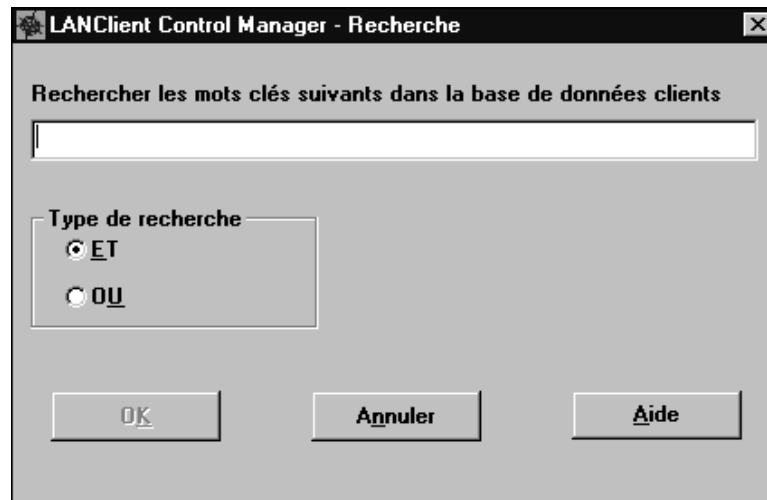 LANClient Control Manager - Recherche
Rechercher les mots clés suivants dans la base de données clients
Type de recherche
ET
OU
OK Annuler Aide